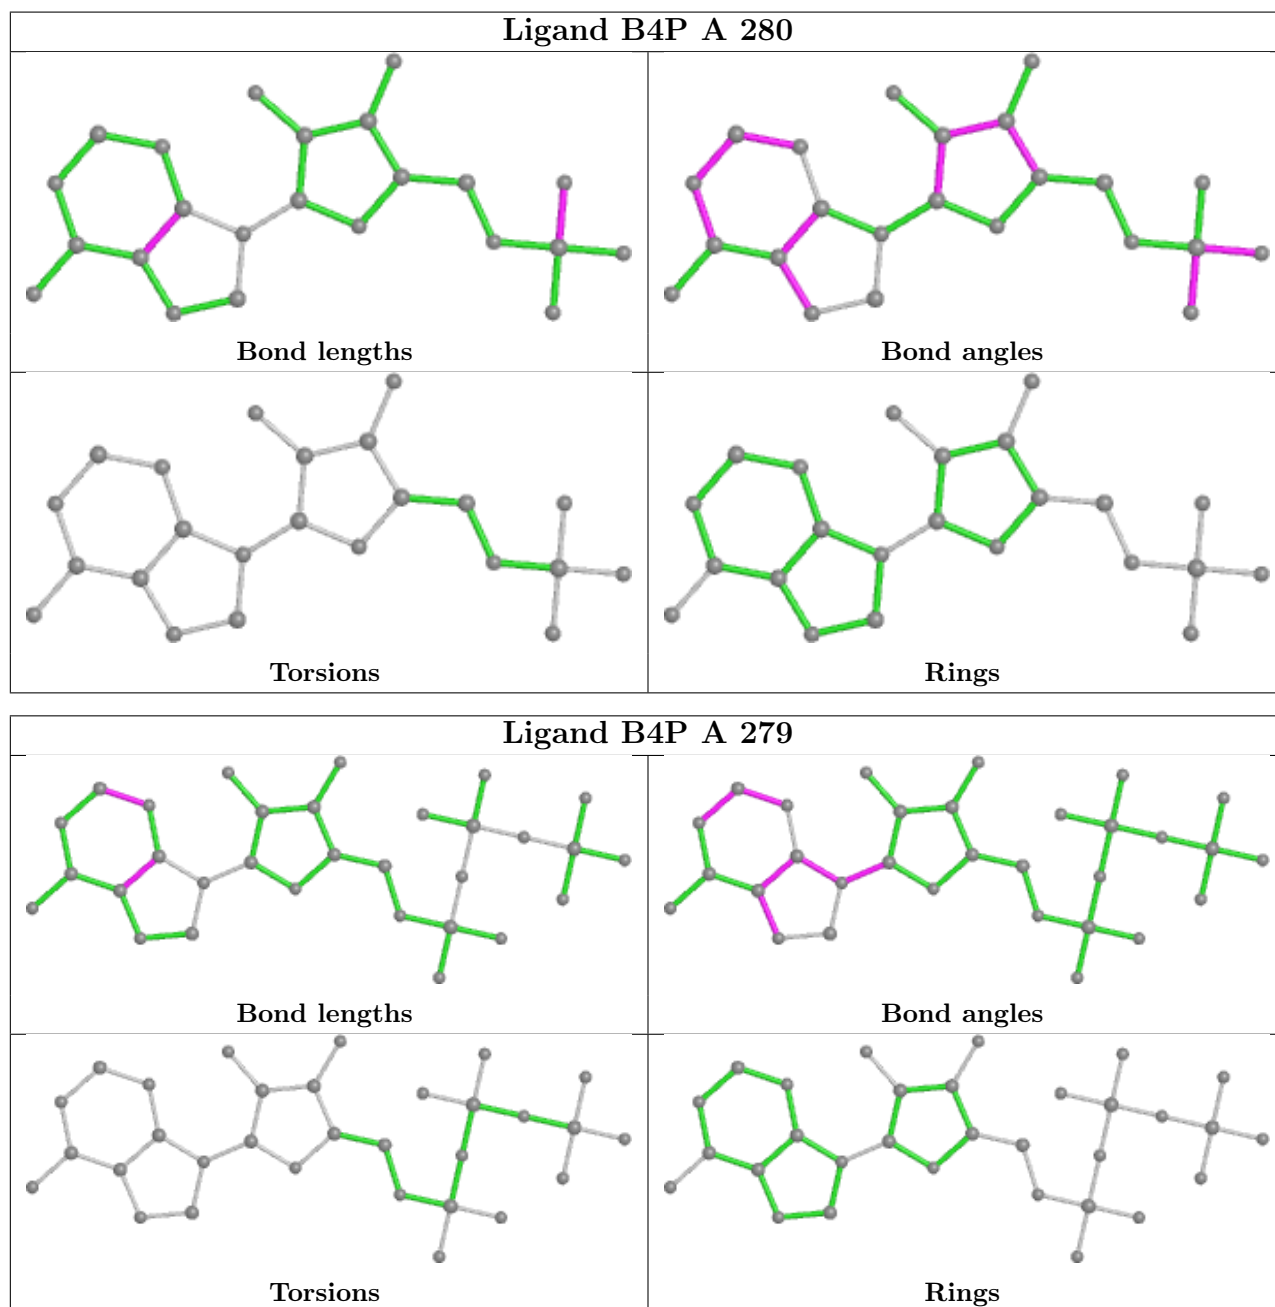 Ligand B4P A 280
Bond lengths
Bond angles
Torsions
Rings
Ligand B4P A 279
Bond lengths
Bond angles
Torsions
Rings